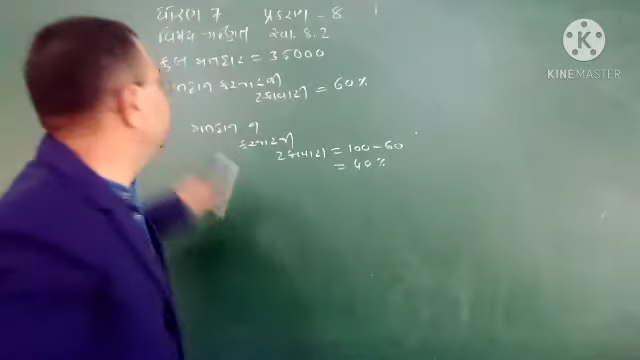 ધોરણ 7 પ્રકરણ - 8
વિષય ગણિત સ્વા. 8.2
કુલ મતદાર = 35000
મતદાન કરનારની
ટકાવારી = 60%
મતદાન ન
કરનારની
ટકાવારી = 100 - 60
= 40%
KINEMASTER